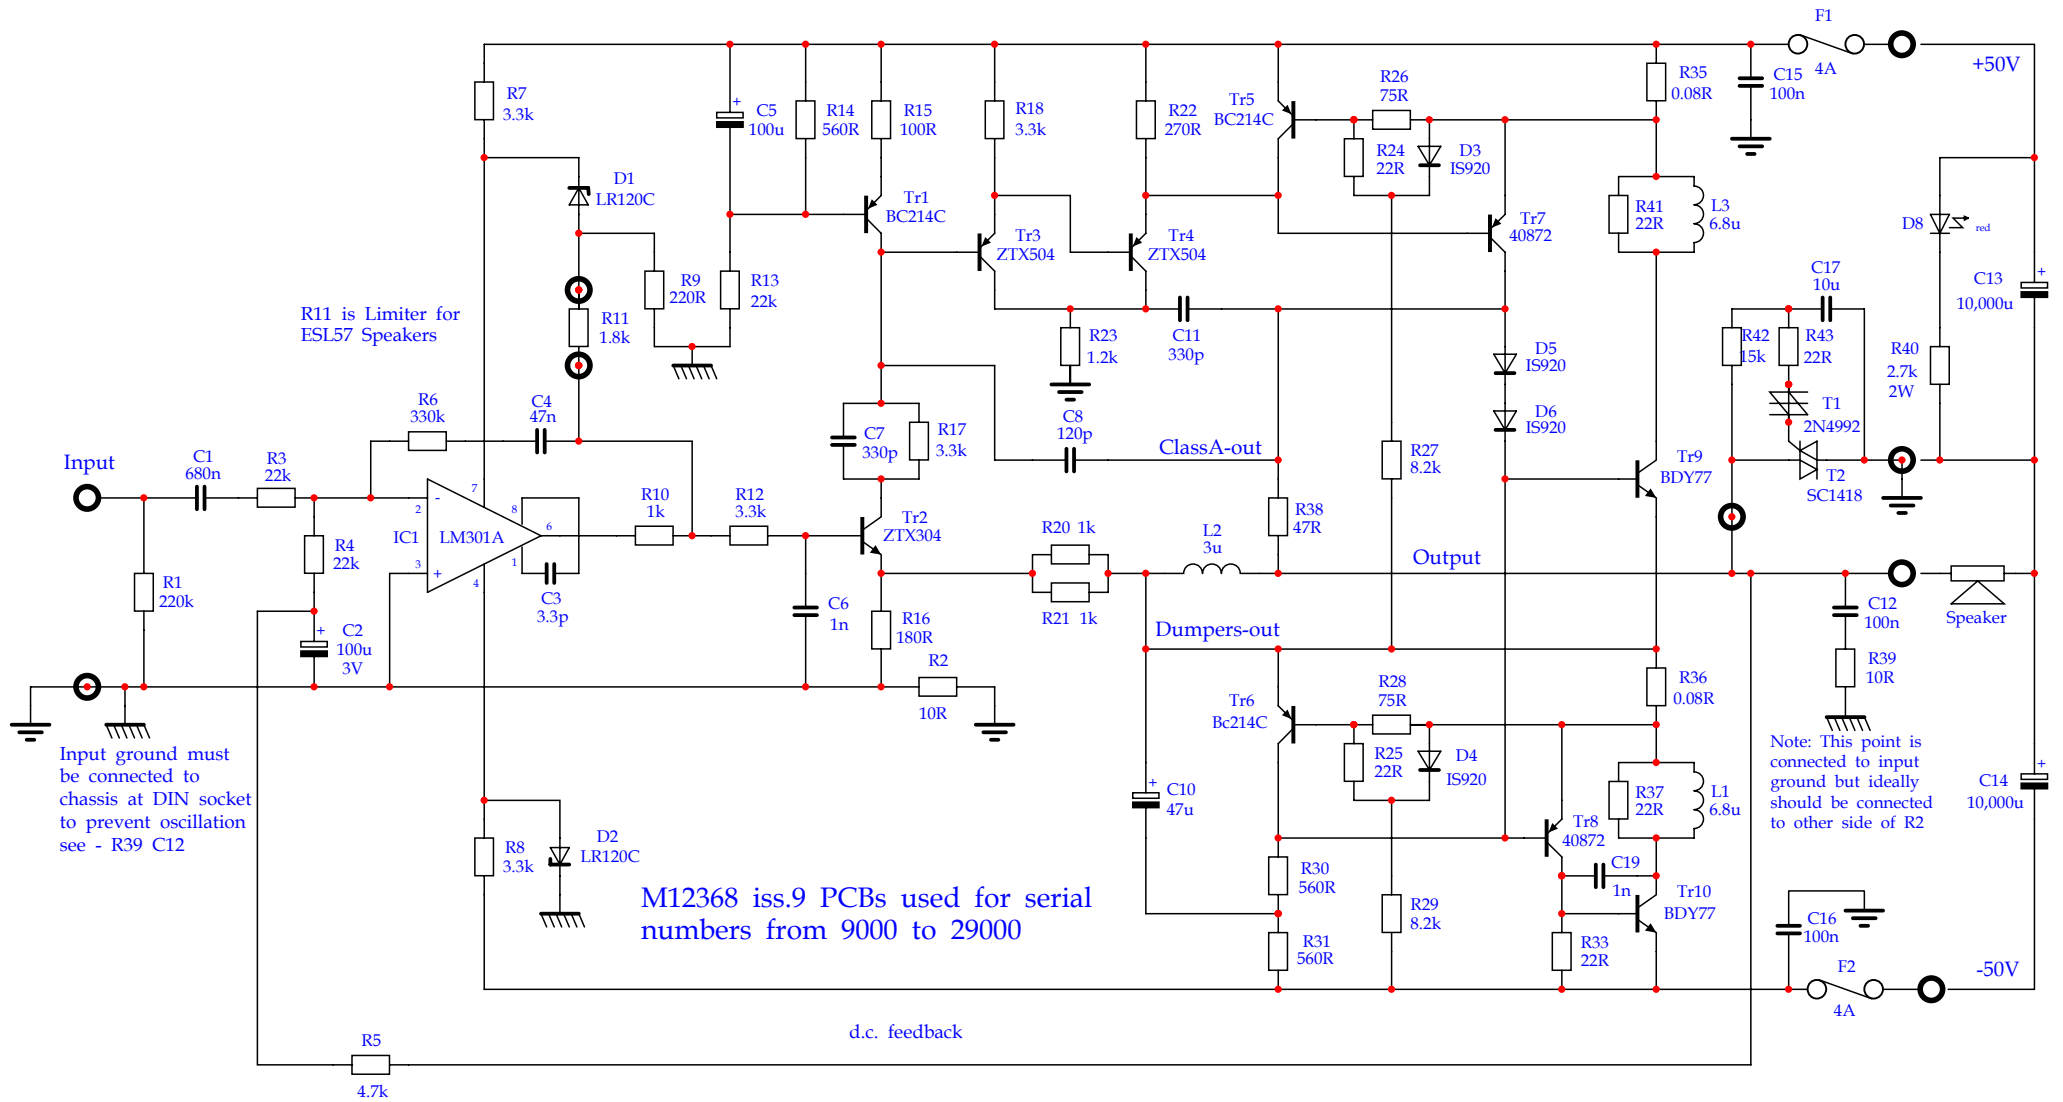 F1
4A
+50V
R7
3.3k
C5
100u
+
R14
560R
R15
100R
R18
3.3k
R22
270R
Tr5
BC214C
R26
75R
R24
22R
D3
IS920
R35
0.08R
C15
100n
D1
LR120C
Tr1
BC214C
Tr3
ZTX504
Tr4
ZTX504
Tr7
40872
R41
22R
L3
6.8u
D8
red
R9
220R
R13
22k
C17
10u
C13
10,000u
+
R11 is Limiter for
ESL57 Speakers
R11
1.8k
R23
1.2k
C11
330p
D5
IS920
R42
15k
R43
22R
R40
2.7k
2W
R6
330k
C4
47n
C7
330p
R17
3.3k
C8
120p
ClassA-out
D6
IS920
T1
2N4992
Input
C1
680n
R3
22k
R27
8.2k
Tr9
BDY77
T2
SC1418
7
-
2
8
6
IC1
LM301A
3
+
1
4
R10
1k
R12
3.3k
Tr2
ZTX304
R38
47R
R4
22k
R20 1k
L2
3u
Output
R1
220k
C3
3.3p
C6
1n
R16
180R
R21 1k
C12
100n
Speaker
+
C2
100u
3V
Dumpers-out
R2
10R
Tr6
Bc214C
R28
75R
R36
0.08R
R39
10R
Input ground must
be connected to
chassis at DIN socket
to prevent oscillation
see - R39 C12
R25
22R
D4
IS920
Note: This point is
connected to input
ground but ideally
should be connected
to other side of R2
+
C10
47u
R37
22R
L1
6.8u
+
C14
10,000u
D2
LR120C
R8
3.3k
Tr8
40872
R30
560R
C19
1n
M12368 iss.9 PCBs used for serial
numbers from 9000 to 29000
R29
8.2k
Tr10
BDY77
R31
560R
R33
22R
C16
100n
F2
4A
-50V
R5
4.7k
d.c. feedback